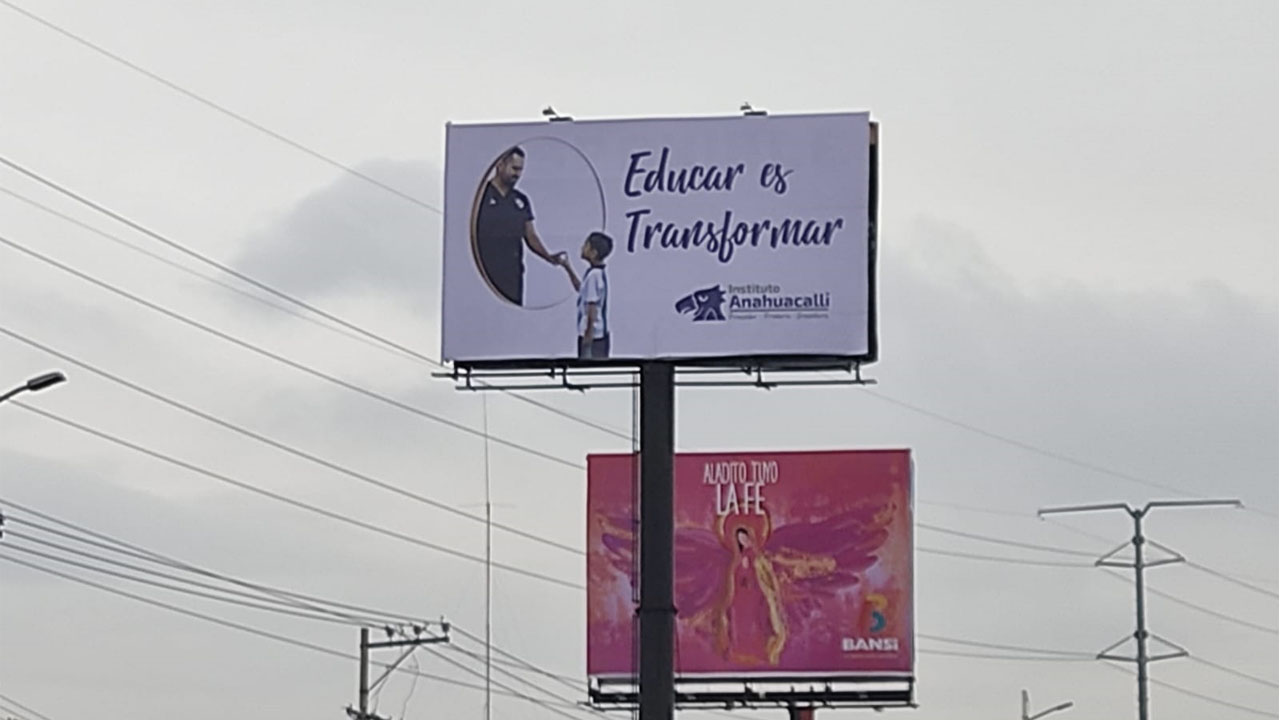 Educar es
Transformar
Instituto
Anahuacalli
ALADITO TUYO
LA FE
BANSI